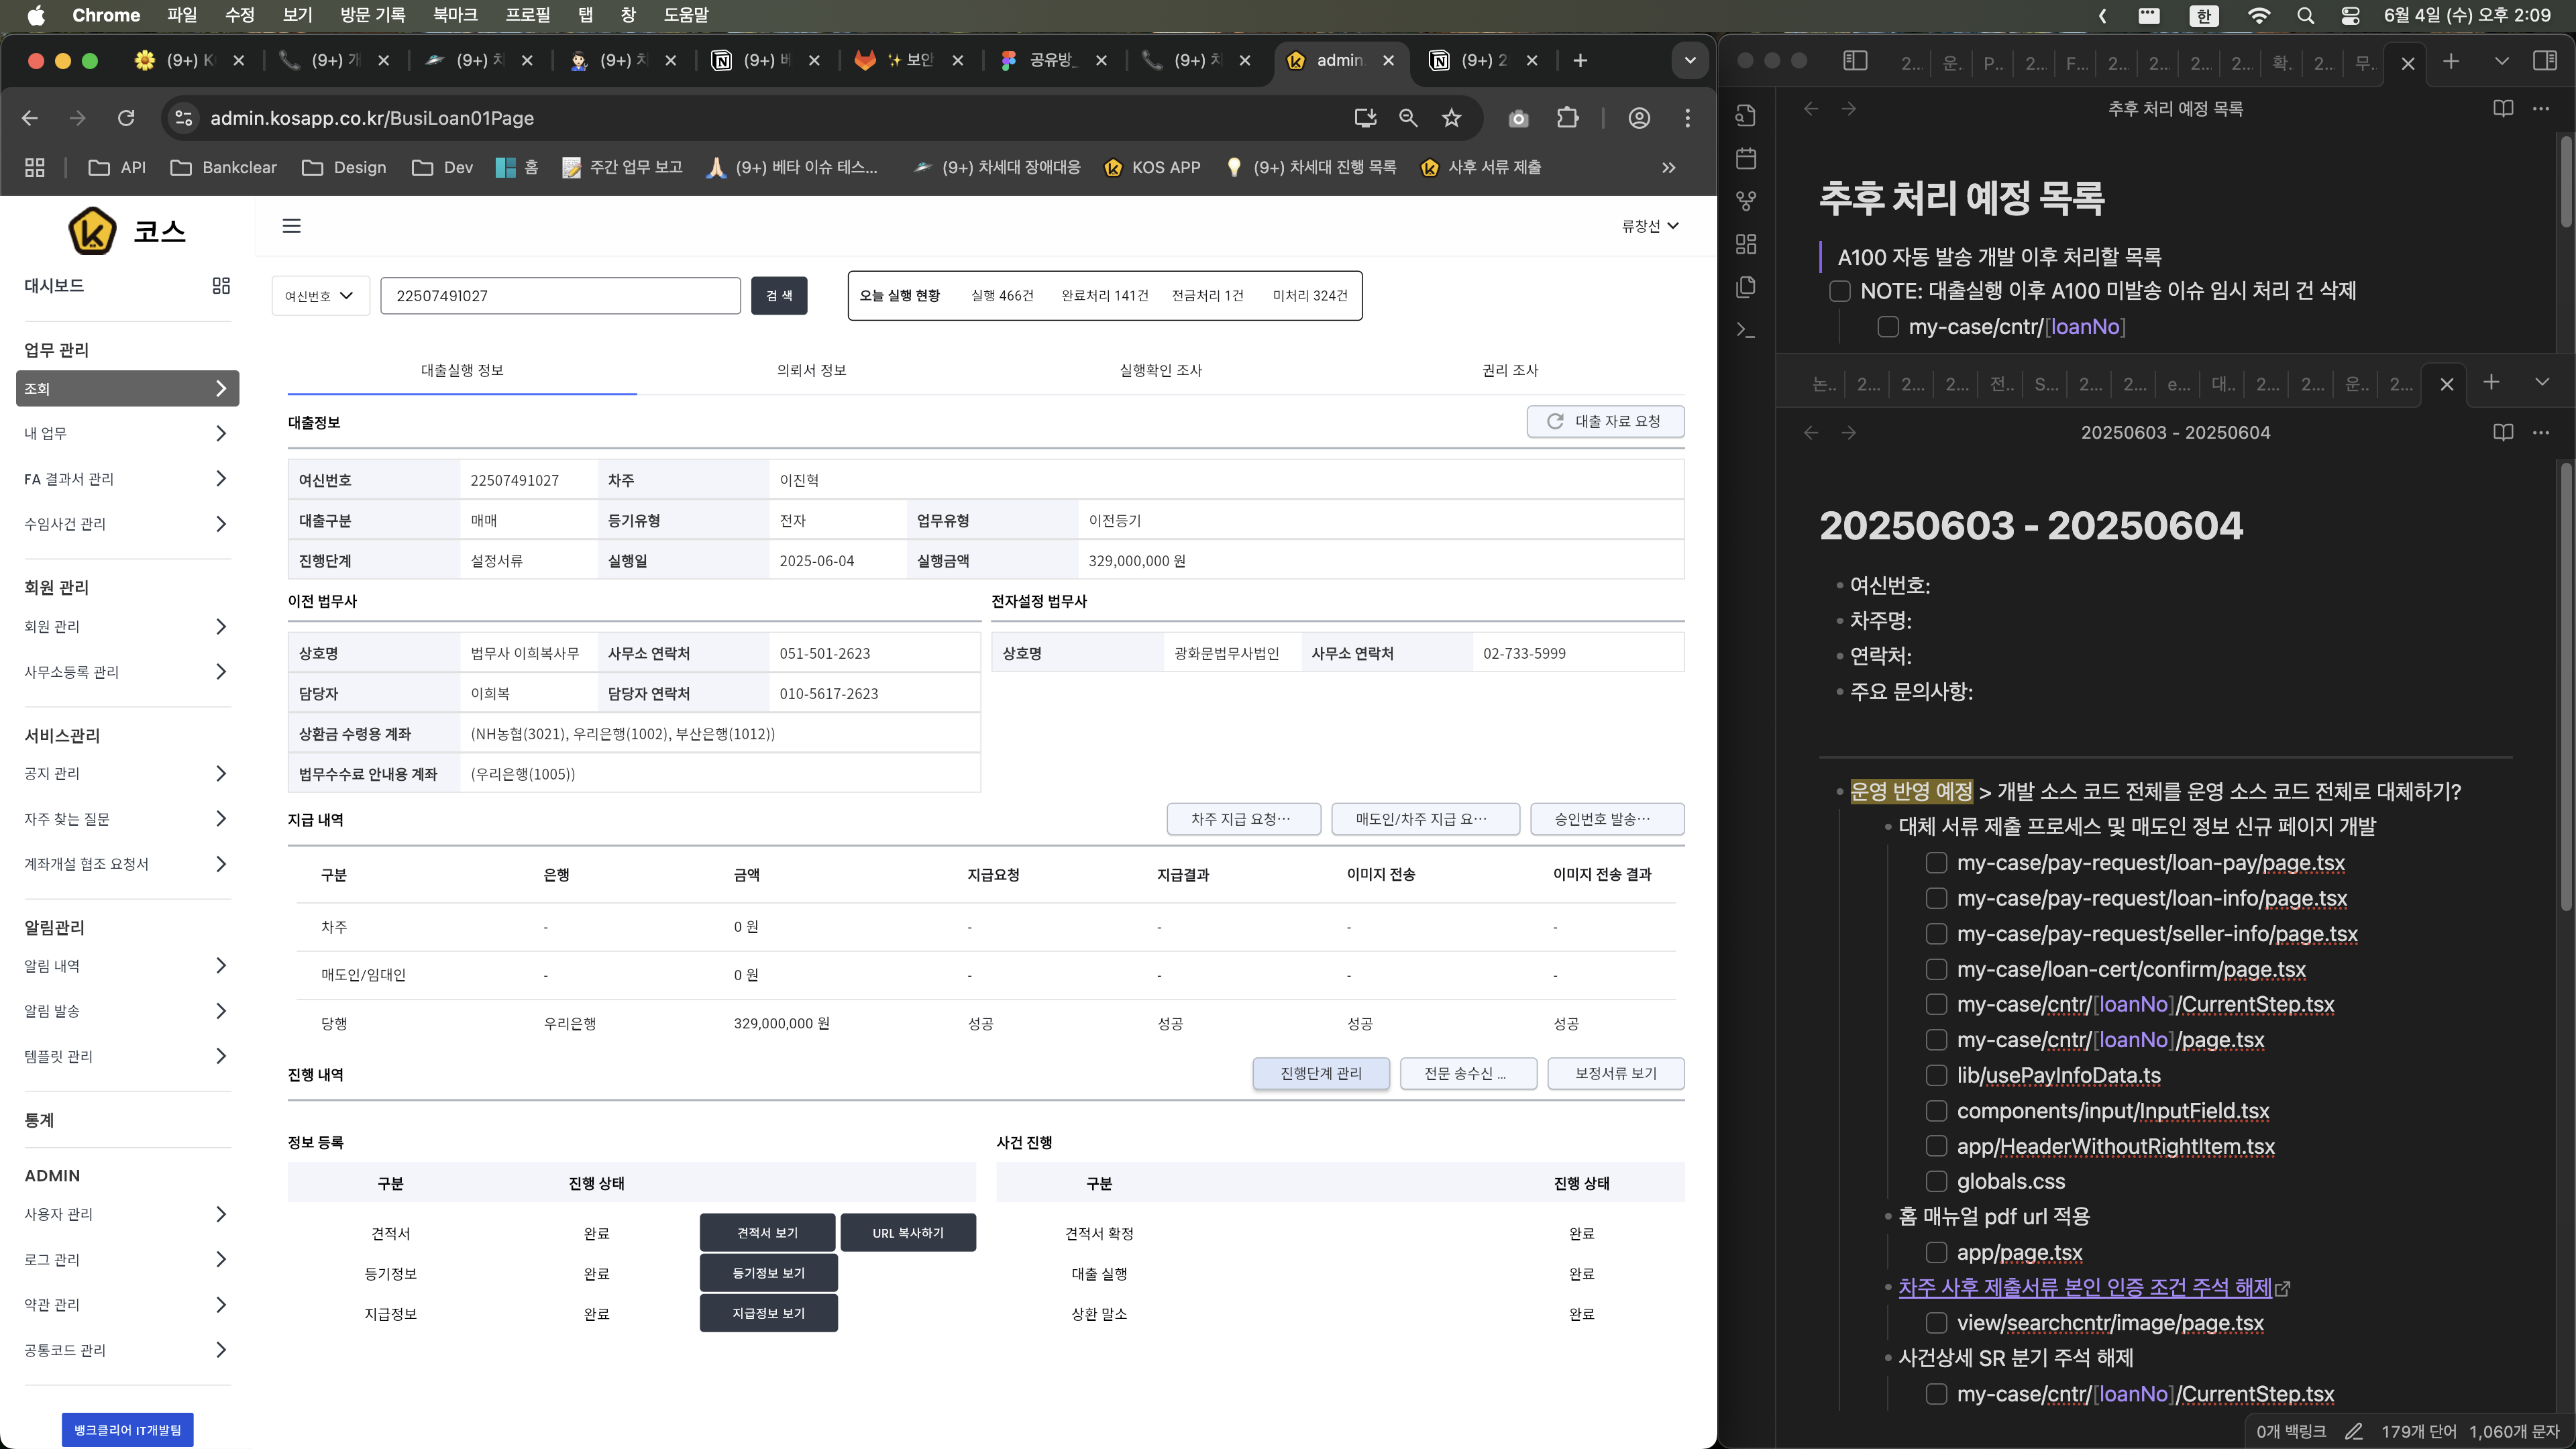 Chrome 파일 수정 보기 방문 기록 북마크 프로필 탭 창 도움말
한 6월 4일 (수) 오후 2:09
(9+) K (9+) 개 (9+) 차 (9+) 차 (9+) 버 ✨ 보안 공유방_ (9+) 차 admin. (9+) 2
admin.kosapp.co.kr/BusiLoan01Page
API Bankclear Design Dev 홈 주간 업무 보고 (9+) 베타 이슈 테스... (9+) 차세대 장애대응 KOS APP (9+) 차세대 진행 목록 사후 서류 제출
코스
류창선
대시보드
업무 관리
조회
내 업무
FA 결과서 관리
수임사건 관리
회원 관리
회원 관리
사무소등록 관리
서비스관리
공지 관리
자주 찾는 질문
계좌개설 협조 요청서
알림관리
알림 내역
알림 발송
템플릿 관리
통계
ADMIN
사용자 관리
로그 관리
약관 관리
공통코드 관리
뱅크클리어 IT개발팀
여신번호 22507491027 검 색
오늘 실행 현황 실행 466건 완료처리 141건 전금처리 1건 미처리 324건
대출실행 정보 의뢰서 정보 실행확인 조사 권리 조사
대출정보 대출 자료 요청
여신번호 22507491027 차주 이진혁
대출구분 매매 등기유형 전자 업무유형 이전등기
진행단계 설정서류 실행일 2025-06-04 실행금액 329,000,000 원
이전 법무사
상호명 법무사 이희복사무 사무소 연락처 051-501-2623
담당자 이희복 담당자 연락처 010-5617-2623
상환금 수령용 계좌 (NH농협(3021), 우리은행(1002), 부산은행(1012))
법무수수료 안내용 계좌 (우리은행(1005))
전자설정 법무사
상호명 광화문법무사법인 사무소 연락처 02-733-5999
지급 내역 차주 지급 요청… 매도인/차주 지급 요… 승인번호 발송…
구분 은행 금액 지급요청 지급결과 이미지 전송 이미지 전송 결과
차주 - 0 원 - - - -
매도인/임대인 - 0 원 - - - -
당행 우리은행 329,000,000 원 성공 성공 성공 성공
진행 내역 진행단계 관리 전문 송수신 ... 보정서류 보기
정보 등록
구분 진행 상태
견적서 완료 견적서 보기 URL 복사하기
등기정보 완료 등기정보 보기
지급정보 완료 지급정보 보기
사건 진행
구분 진행 상태
견적서 확정 완료
대출 실행 완료
상환 말소 완료
2... 운. P... 2... F... 2... 2... 2... 2... 확. 2... 무.
추후 처리 예정 목록
추후 처리 예정 목록
A100 자동 발송 개발 이후 처리할 목록
NOTE: 대출실행 이후 A100 미발송 이슈 임시 처리 건 삭제
my-case/cntr/[loanNo]
논.. 2... 2... 2... 전.. S... 2... 2... e... 대.. 2... 2... 운.. 2...
20250603 - 20250604
20250603 - 20250604
여신번호:
차주명:
연락처:
주요 문의사항:
운영 반영 예정 > 개발 소스 코드 전체를 운영 소스 코드 전체로 대체하기?
대체 서류 제출 프로세스 및 매도인 정보 신규 페이지 개발
my-case/pay-request/loan-pay/page.tsx
my-case/pay-request/loan-info/page.tsx
my-case/pay-request/seller-info/page.tsx
my-case/loan-cert/confirm/page.tsx
my-case/cntr/[loanNo]/CurrentStep.tsx
my-case/cntr/[loanNo]/page.tsx
lib/usePayInfoData.ts
components/input/InputField.tsx
app/HeaderWithoutRightItem.tsx
globals.css
홈 매뉴얼 pdf url 적용
app/page.tsx
차주 사후 제출서류 본인 인증 조건 주석 해제
view/searchcntr/image/page.tsx
사건상세 SR 분기 주석 해제
my-case/cntr/[loanNo]/CurrentStep.tsx
0개 백링크 179개 단어 1,060개 문자